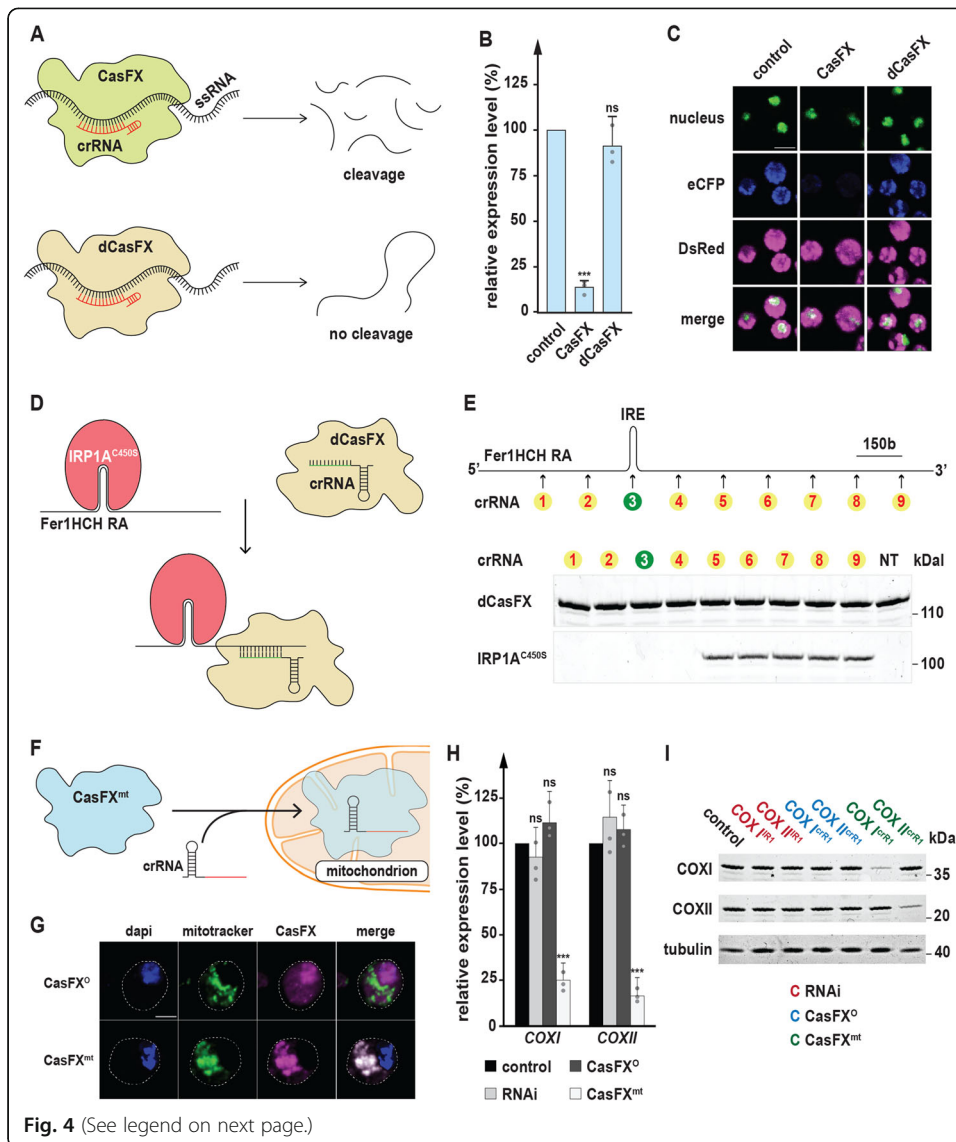 A
CasFX
ssRNA
crRNA
cleavage
dCasFX
no cleavage
B
relative expression level (%)
125
100
75
50
25
0
ns
***
control
CasFX
dCasFX
C
control
CasFX
dCasFX
nucleus
eCFP
DsRed
merge
D
IRP1A^C450S
Fer1HCH RA
dCasFX
crRNA
E
IRE
Fer1HCH RA
150b
5’
3’
crRNA 1 2 3 4 5 6 7 8 9
crRNA 1 2 3 4 5 6 7 8 9 NT kDal
dCasFX
110
IRP1A^C450S
100
F
CasFX^mt
crRNA
mitochondrion
G
dapi mitotracker CasFX merge
CasFX^O
CasFX^mt
H
relative expression level (%)
125
100
75
50
25
0
ns
ns
***
ns
ns
***
COXI
COXII
control
CasFX^O
RNAi
CasFX^mt
I
control
COX I^IR1
COX II^IR1
COX I^crR1
COX II^crR1
COX I^crR1
COX II^crR1
kDa
COXI
35
COXII
20
tubulin
40
C RNAi
C CasFX^O
C CasFX^mt
Fig. 4 (See legend on next page.)